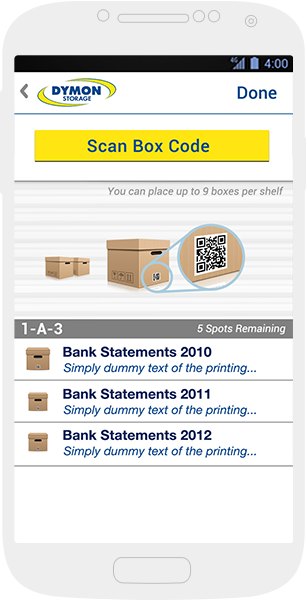 4G 4:00
DYMON
STORAGE
Done
Scan Box Code
You can place up to 9 boxes per shelf
1-A-3 5 Spots Remaining
Bank Statements 2010
Simply dummy text of the printing...
Bank Statements 2011
Simply dummy text of the printing...
Bank Statements 2012
Simply dummy text of the printing...